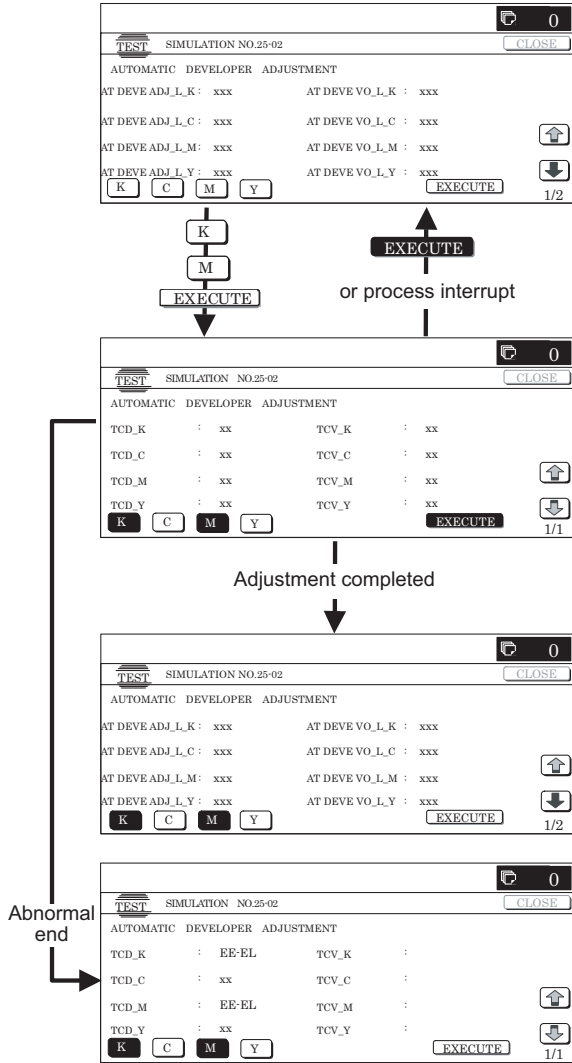 0
TEST SIMULATION NO.25-02 CLOSE
AUTOMATIC DEVELOPER ADJUSTMENT
AT DEVE ADJ_L_K : xxx AT DEVE VO_L_K : xxx
AT DEVE ADJ_L_C : xxx AT DEVE VO_L_C : xxx
AT DEVE ADJ_L_M : xxx AT DEVE VO_L_M : xxx
AT DEVE ADJ_L_Y : xxx AT DEVE VO_L_Y : xxx
K C M Y EXECUTE 1/2
K
M
EXECUTE
EXECUTE
or process interrupt
0
TEST SIMULATION NO.25-02 CLOSE
AUTOMATIC DEVELOPER ADJUSTMENT
TCD_K : xx TCV_K : xx
TCD_C : xx TCV_C : xx
TCD_M : xx TCV_M : xx
TCD_Y : xx TCV_Y : xx
K C M Y EXECUTE 1/1
Adjustment completed
0
TEST SIMULATION NO.25-02 CLOSE
AUTOMATIC DEVELOPER ADJUSTMENT
AT DEVE ADJ_L_K : xxx AT DEVE VO_L_K : xxx
AT DEVE ADJ_L_C : xxx AT DEVE VO_L_C : xxx
AT DEVE ADJ_L_M : xxx AT DEVE VO_L_M : xxx
AT DEVE ADJ_L_Y : xxx AT DEVE VO_L_Y : xxx
K C M Y EXECUTE 1/2
Abnormal
end
0
TEST SIMULATION NO.25-02 CLOSE
AUTOMATIC DEVELOPER ADJUSTMENT
TCD_K : EE-EL TCV_K :
TCD_C : xx TCV_C :
TCD_M : EE-EL TCV_M :
TCD_Y : xx TCV_Y :
K C M Y EXECUTE 1/1